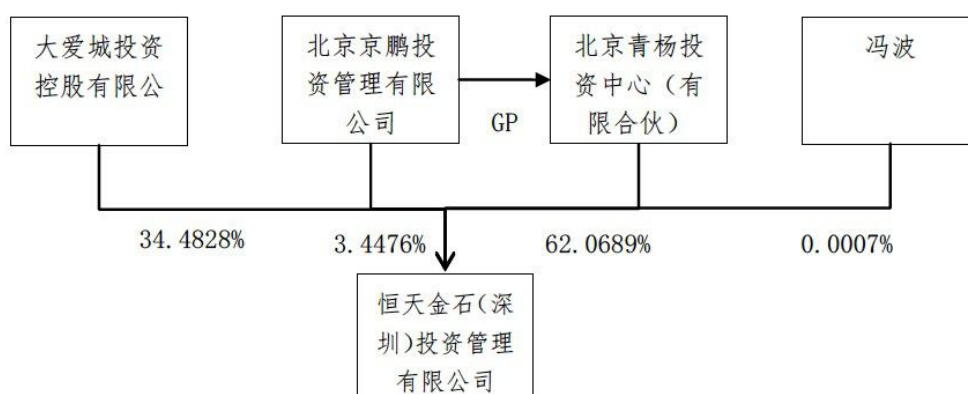 大爱城投资
控股有限公
北京京鹏投
资管理有限
公司
GP
北京青杨投
资中心（有
限合伙）
冯波
34.4828%
3.4476%
62.0689%
0.0007%
恒天金石(深
圳)投资管理
有限公司